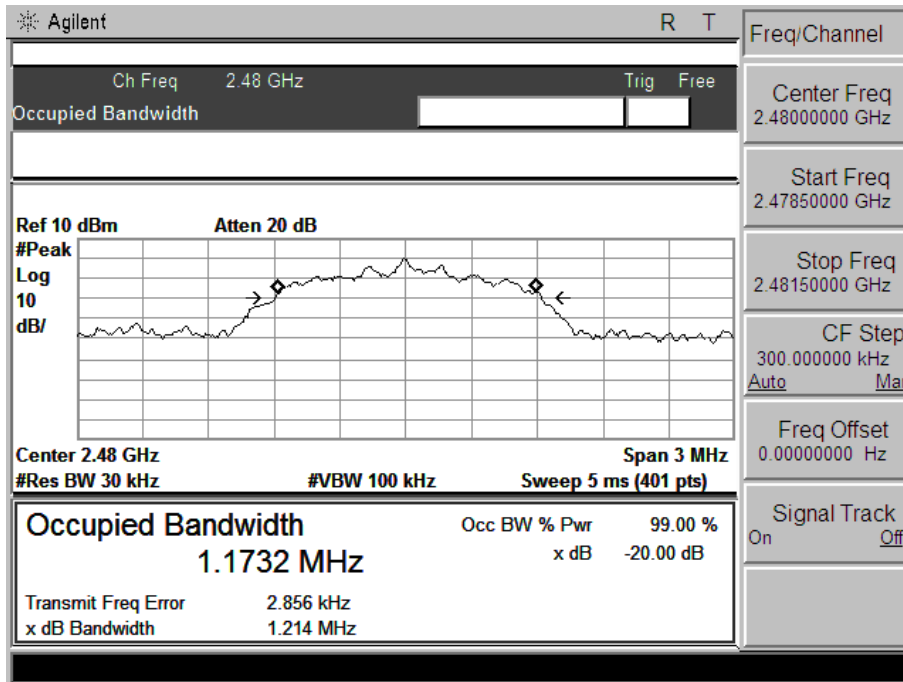 Agilent R T
Freq/Channel
Ch Freq 2.48 GHz Trig Free
Occupied Bandwidth
Center Freq
2.48000000 GHz
Start Freq
2.47850000 GHz
Stop Freq
2.48150000 GHz
CF Step
300.000000 kHz
Auto Mar
Freq Offset
0.00000000 Hz
Signal Track
On Off
Ref 10 dBm Atten 20 dB
#Peak
Log
10
dB/
Center 2.48 GHz Span 3 MHz
#Res BW 30 kHz #VBW 100 kHz Sweep 5 ms (401 pts)
Occupied Bandwidth Occ BW % Pwr 99.00 %
1.1732 MHz x dB -20.00 dB
Transmit Freq Error 2.856 kHz
x dB Bandwidth 1.214 MHz